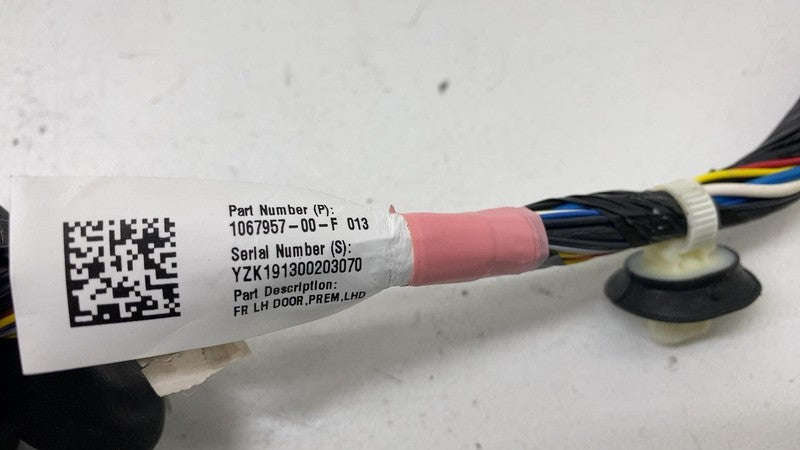 Part Number (P):
1067957-00-F 013
Serial Number (S):
YZK191300203070
Part Description:
FR LH DOOR,PREM,LHD